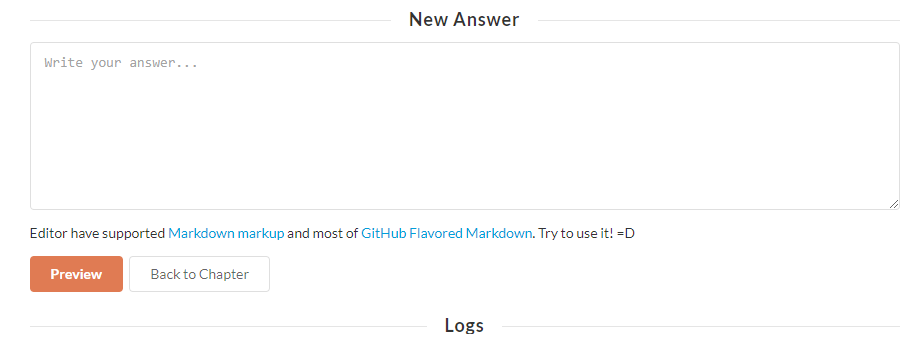 New Answer
Write your answer...
Editor have supported Markdown markup and most of GitHub Flavored Markdown. Try to use it! =D
Preview Back to Chapter
Logs